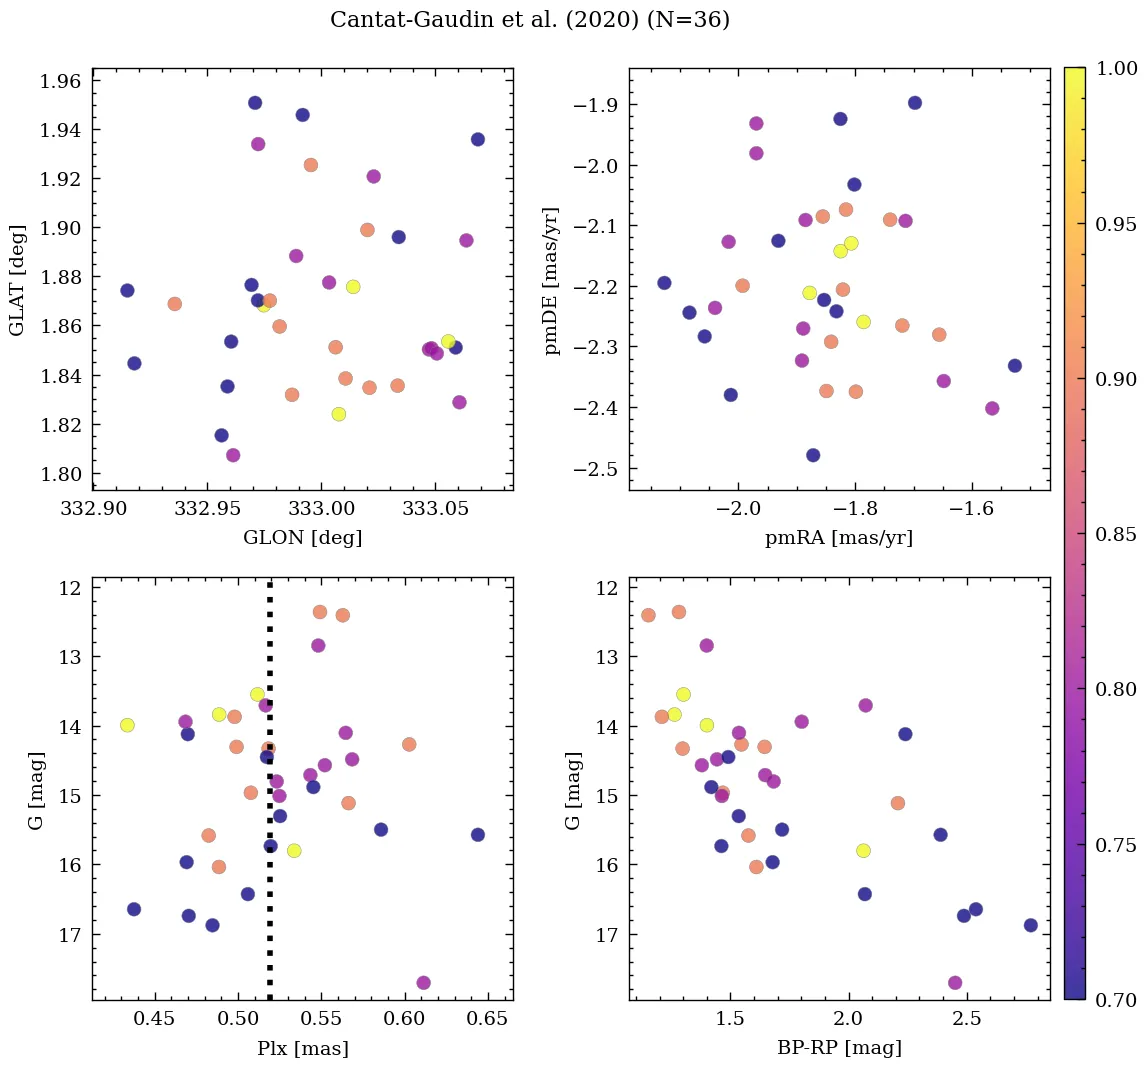 Cantat-Gaudin et al. (2020) (N=36)
1.96
1.94
1.92
1.90
1.88
1.86
1.84
1.82
1.80
GLAT [deg]
332.90 332.95 333.00 333.05
GLON [deg]
−1.9
−2.0
−2.1
−2.2
−2.3
−2.4
−2.5
pmDE [mas/yr]
−2.0 −1.8 −1.6
pmRA [mas/yr]
12
13
14
15
16
17
G [mag]
0.45 0.50 0.55 0.60 0.65
Plx [mas]
12
13
14
15
16
17
G [mag]
1.5 2.0 2.5
BP-RP [mag]
1.00
0.95
0.90
0.85
0.80
0.75
0.70